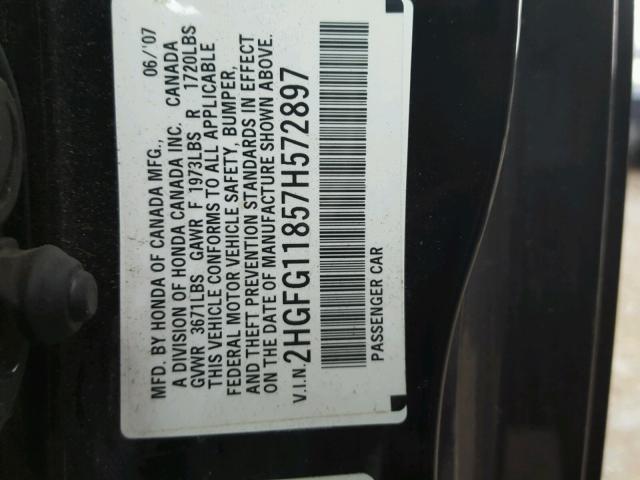 MFD. BY HONDA OF CANADA MFG., 06/'07
A DIVISION OF HONDA CANADA INC. CANADA
GVWR 3671LBS GAWR F 1973LBS R 1720LBS
THIS VEHICLE CONFORMS TO ALL APPLICABLE
FEDERAL MOTOR VEHICLE SAFETY, BUMPER,
AND THEFT PREVENTION STANDARDS IN EFFECT
ON THE DATE OF MANUFACTURE SHOWN ABOVE.
V.I.N. 2HGFG11857H572897
PASSENGER CAR